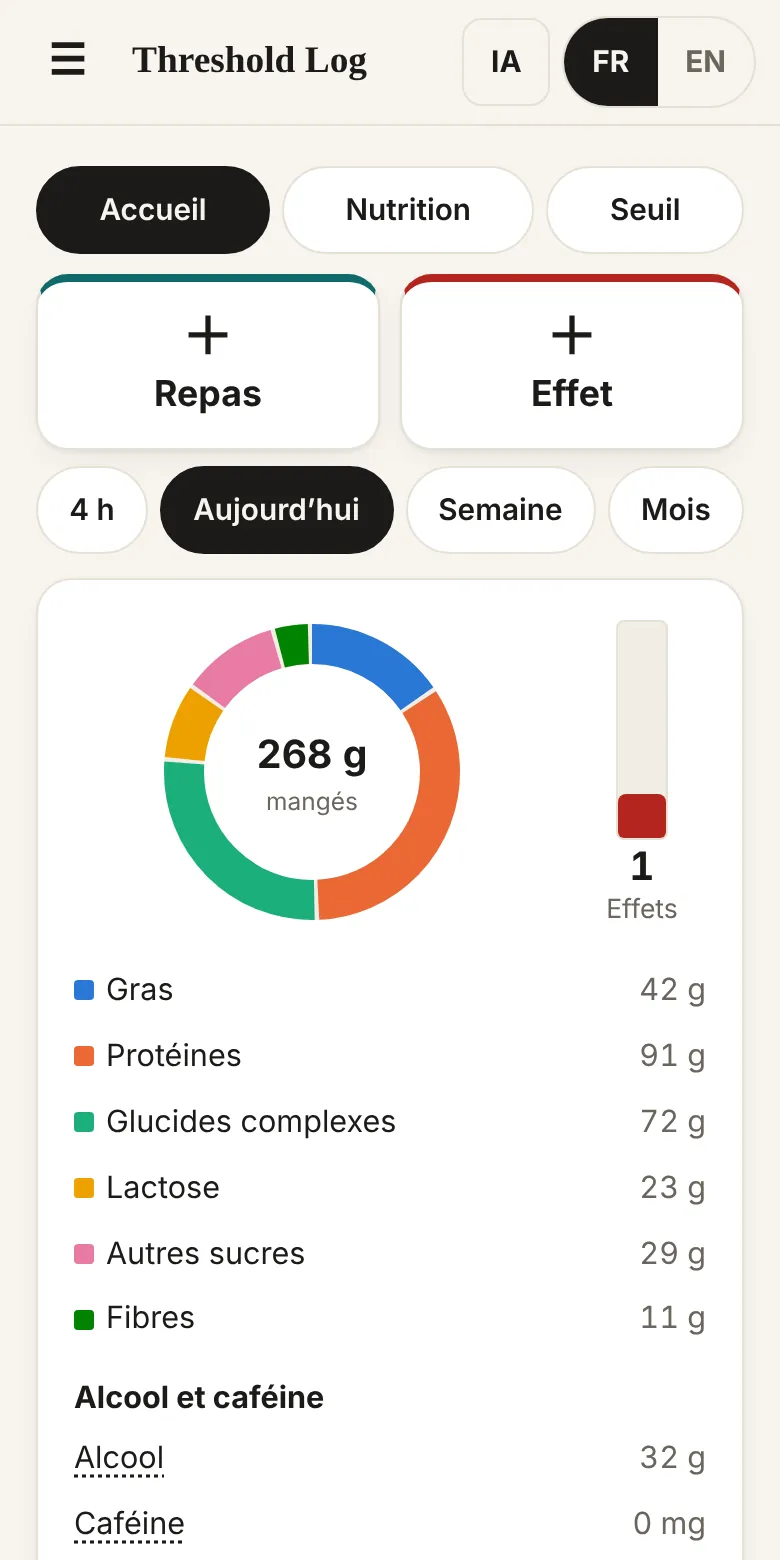 ☰ Threshold Log IA FR EN
Accueil Nutrition Seuil
+ +
Repas Effet
4 h Aujourd’hui Semaine Mois
268 g
mangés
1
Effets
Gras 42 g
Protéines 91 g
Glucides complexes 72 g
Lactose 23 g
Autres sucres 29 g
Fibres 11 g
Alcool et caféine
Alcool 32 g
Caféine 0 mg